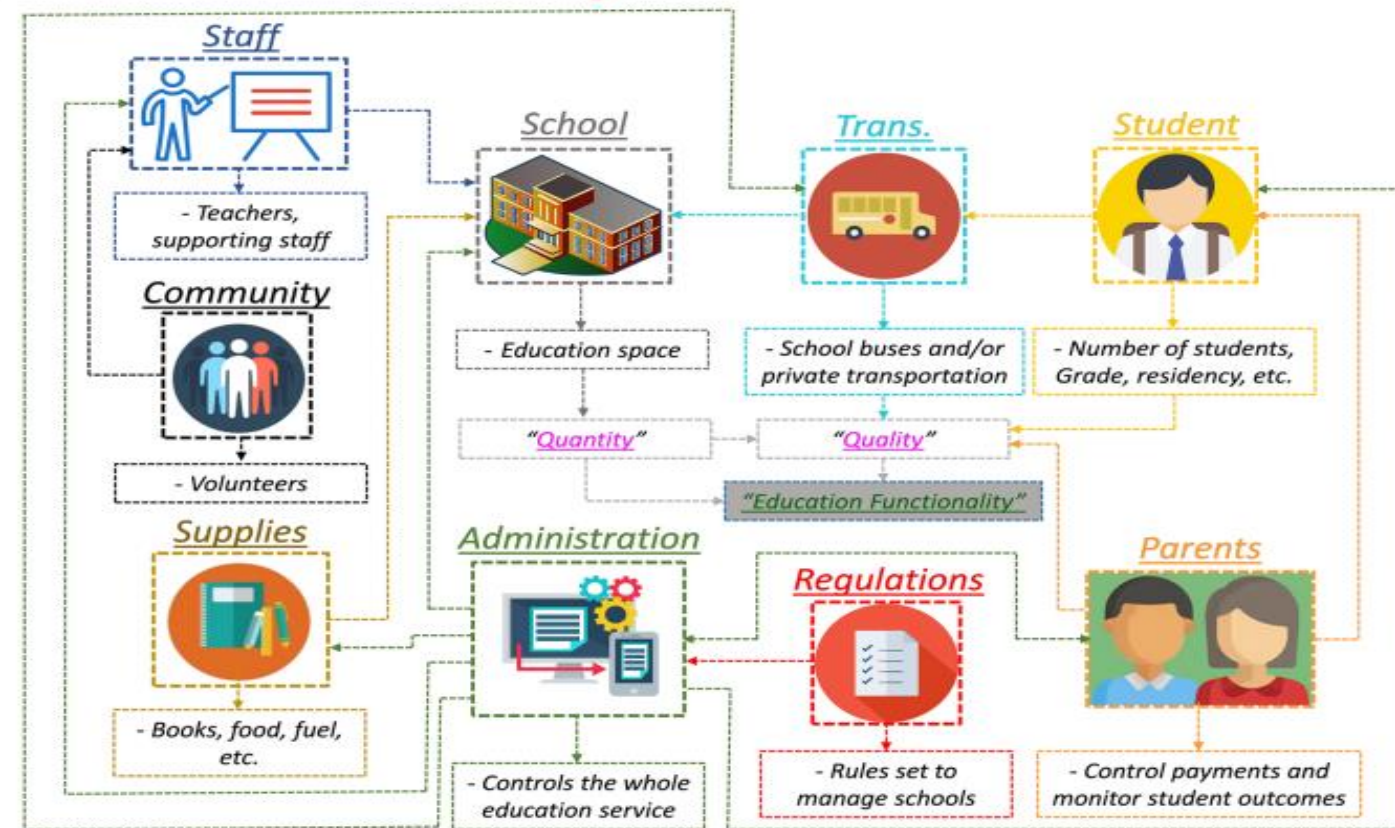 Staff
- Teachers,
supporting staff
Community
- Volunteers
Supplies
- Books, food, fuel,
etc.
School
- Education space
"Quantity"
Trans.
- School buses and/or
private transportation
"Quality"
"Education Functionality"
Student
- Number of students,
Grade, residency, etc.
Administration
- Controls the whole
education service
Regulations
- Rules set to
manage schools
Parents
- Control payments and
monitor student outcomes